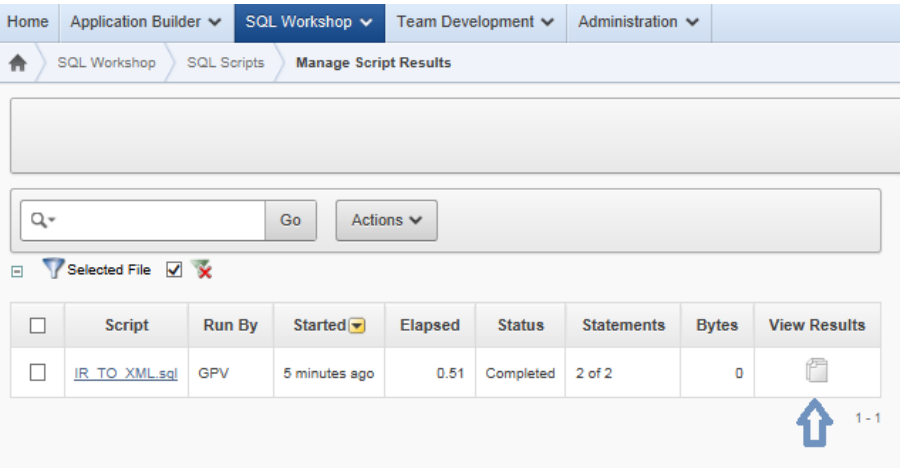 Home Application Builder SQL Workshop Team Development Administration
SQL Workshop SQL Scripts Manage Script Results
Go Actions
Selected File
Script Run By Started Elapsed Status Statements Bytes View Results
IR_TO_XML.sql GPV 5 minutes ago 0.51 Completed 2 of 2 0
1 - 1